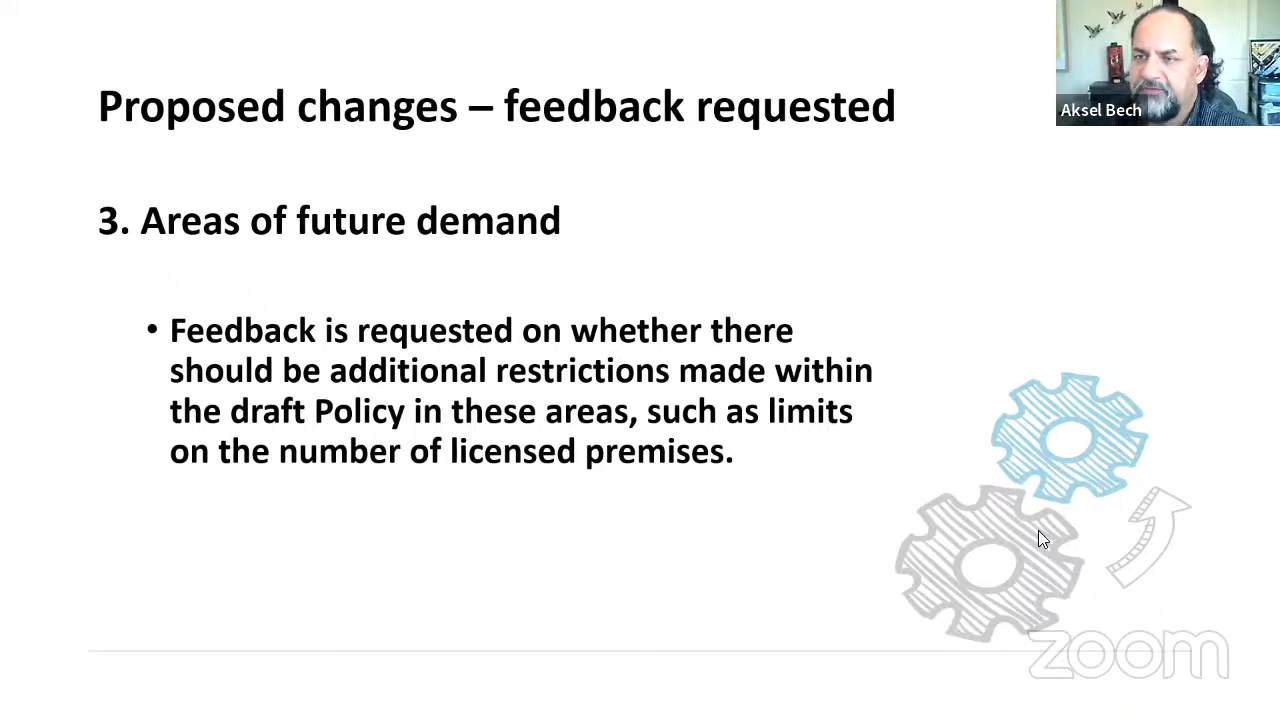 Proposed changes – feedback requested
Aksel Bech
3. Areas of future demand
• Feedback is requested on whether there
should be additional restrictions made within
the draft Policy in these areas, such as limits
on the number of licensed premises.
zoom